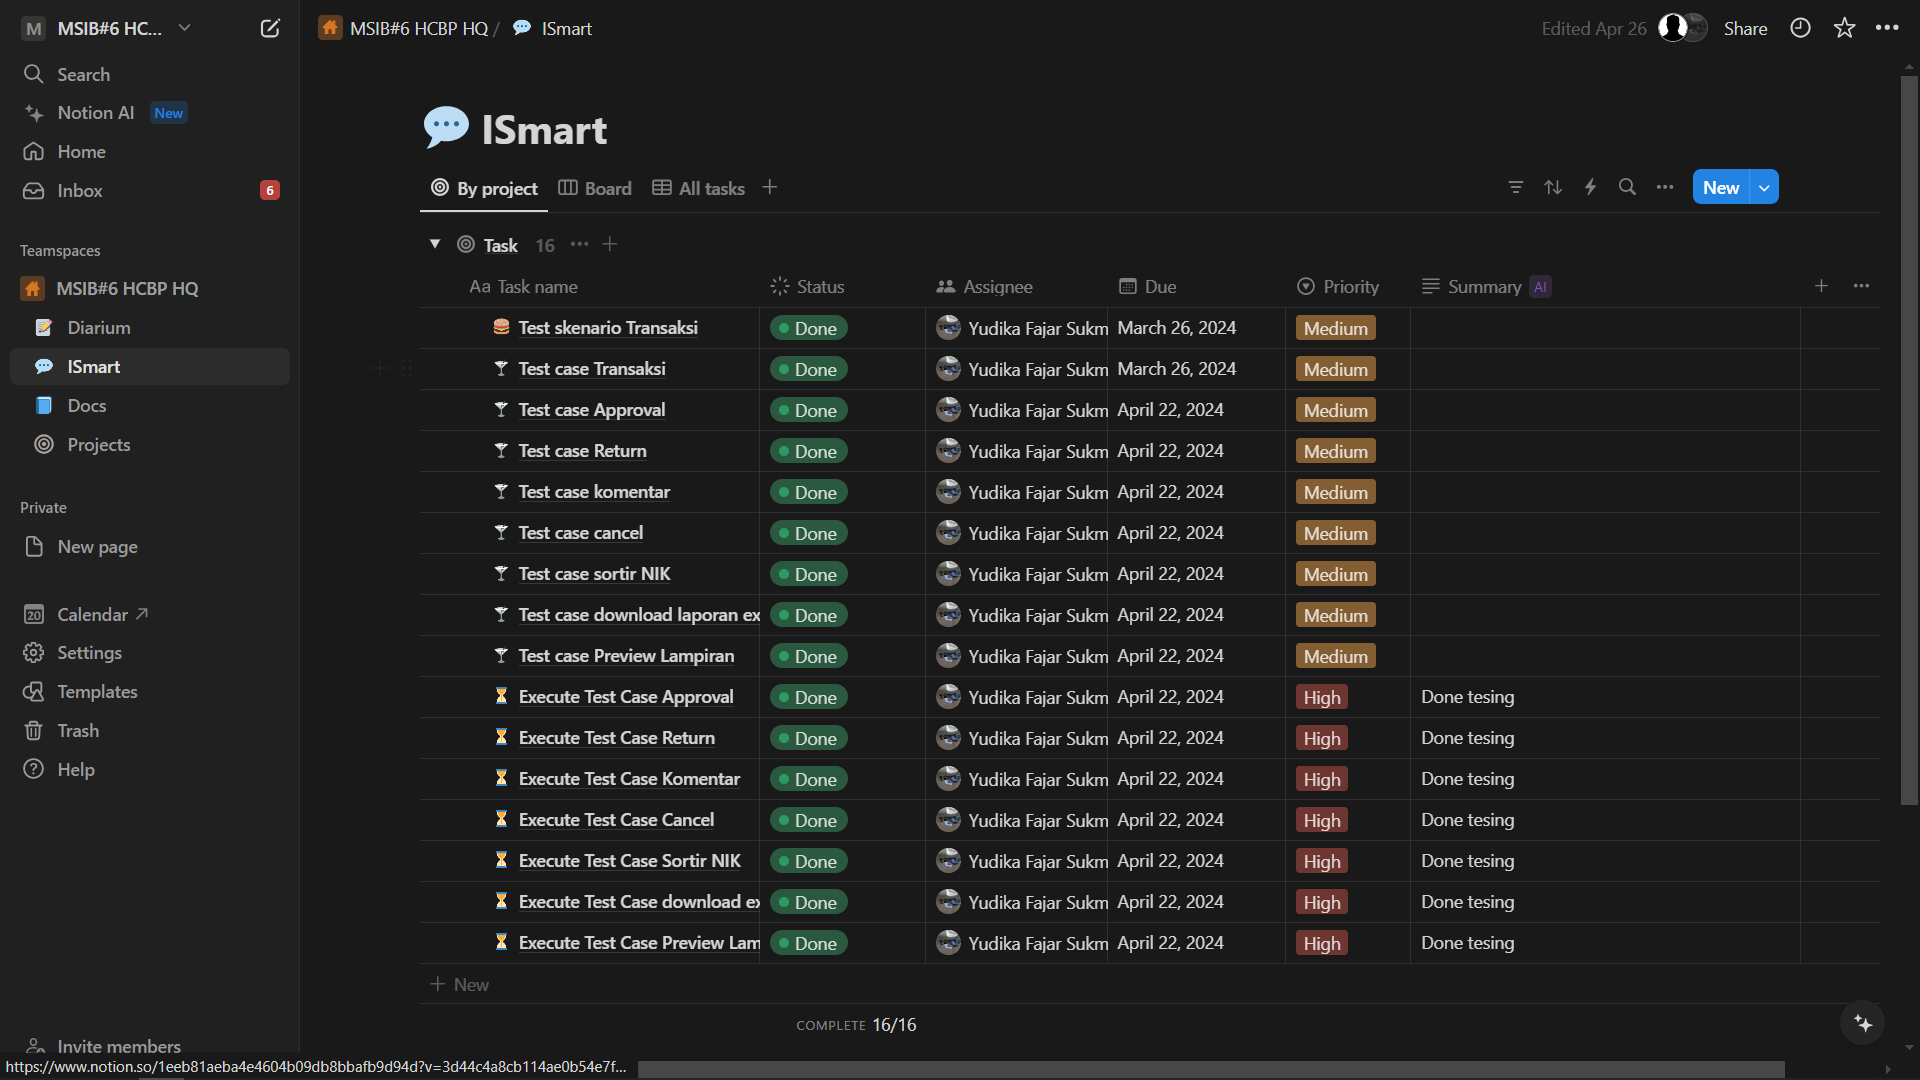 M MSIB#6 HC...
Search
Notion AI New
Home
Inbox 6
Teamspaces
MSIB#6 HCBP HQ
Diarium
ISmart
Docs
Projects
Private
New page
20 Calendar
Settings
Templates
Trash
Help
Invite members
https://www.notion.so/1eeb81aeba4e4604b09db8bbafb9d94d?v=3d44c4a8cb114ae0b54e7f...
MSIB#6 HCBP HQ / ISmart
Edited Apr 26 Share
ISmart
By project Board All tasks
New
Task 16
Aa Task name Status Assignee Due Priority Summary AI
Test skenario Transaksi Done Yudika Fajar Sukm March 26, 2024 Medium
Test case Transaksi Done Yudika Fajar Sukm March 26, 2024 Medium
Test case Approval Done Yudika Fajar Sukm April 22, 2024 Medium
Test case Return Done Yudika Fajar Sukm April 22, 2024 Medium
Test case komentar Done Yudika Fajar Sukm April 22, 2024 Medium
Test case cancel Done Yudika Fajar Sukm April 22, 2024 Medium
Test case sortir NIK Done Yudika Fajar Sukm April 22, 2024 Medium
Test case download laporan ex Done Yudika Fajar Sukm April 22, 2024 Medium
Test case Preview Lampiran Done Yudika Fajar Sukm April 22, 2024 Medium
Execute Test Case Approval Done Yudika Fajar Sukm April 22, 2024 High Done tesing
Execute Test Case Return Done Yudika Fajar Sukm April 22, 2024 High Done tesing
Execute Test Case Komentar Done Yudika Fajar Sukm April 22, 2024 High Done tesing
Execute Test Case Cancel Done Yudika Fajar Sukm April 22, 2024 High Done tesing
Execute Test Case Sortir NIK Done Yudika Fajar Sukm April 22, 2024 High Done tesing
Execute Test Case download ex Done Yudika Fajar Sukm April 22, 2024 High Done tesing
Execute Test Case Preview Lam Done Yudika Fajar Sukm April 22, 2024 High Done tesing
New
COMPLETE 16/16